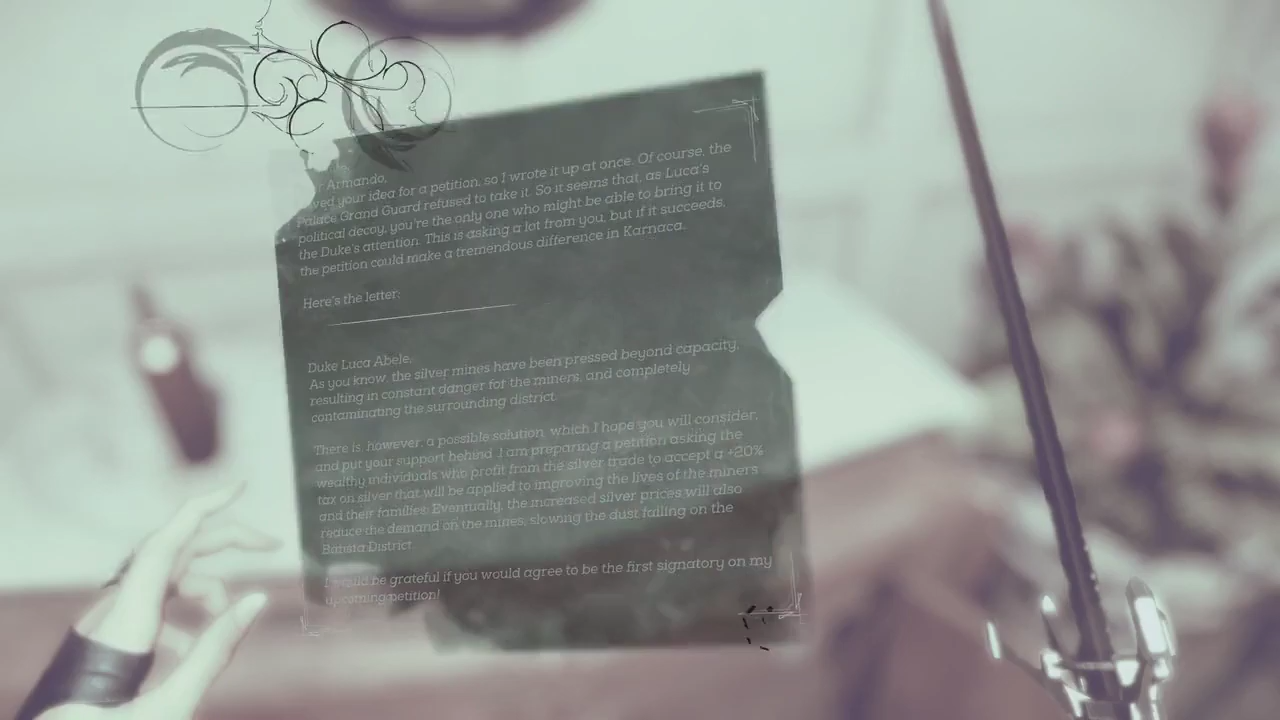 Armando,
your idea for a petition, so I wrote it up at once. Of course, the
Palace Grand Guard refused to take it. So it seems that, as Luca's
political decoy, you're the only one who might be able to bring it to
the Duke's attention. This is asking a lot from you, but if it succeeds,
the petition could make a tremendous difference in Karnaca.
Here's the letter:
Duke Luca Abele,
As you know, the silver mines have been pressed beyond capacity,
resulting in constant danger for the miners, and completely
contaminating the surrounding district.
There is, however, a possible solution, which I hope you will consider,
and put your support behind. I am preparing a petition asking the
wealthy individuals who profit from the silver trade to accept a +20%
tax on silver that will be applied to improving the lives of the miners
and their families. Eventually, the increased silver prices will also
reduce the demand on the mines, slowing the dust falling on the
Batista District.
I would be grateful if you would agree to be the first signatory on my
upcoming petition!